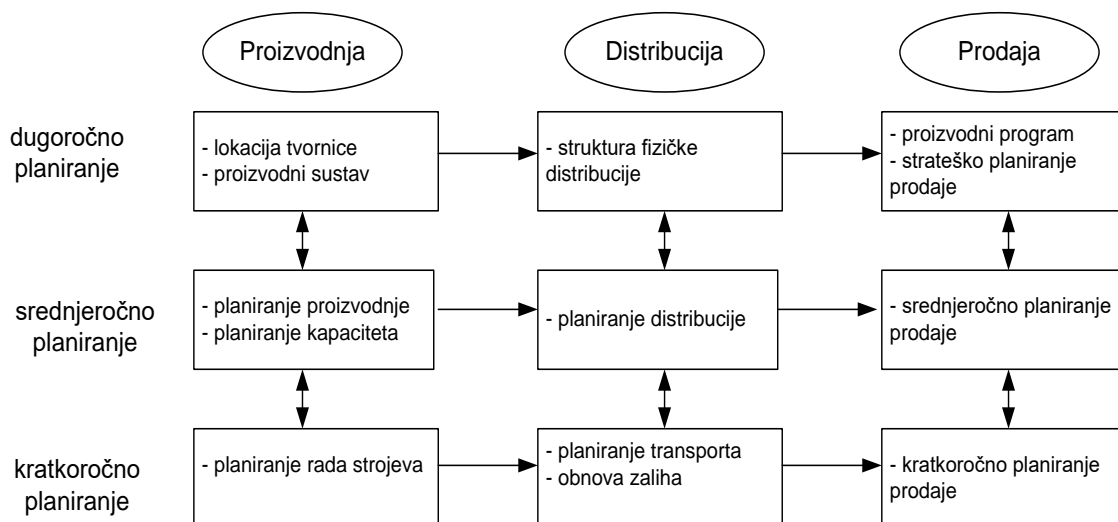 Proizvodnja
Distribucija
Prodaja
dugoročno
planiranje
- lokacija tvornice
- proizvodni sustav
- struktura fizičke
distribucije
- proizvodni program
- strateško planiranje
prodaje
srednjeročno
planiranje
- planiranje proizvodnje
- planiranje kapaciteta
- planiranje distribucije
- srednjeročno planiranje
prodaje
kratkoročno
planiranje
- planiranje rada strojeva
- planiranje transporta
- obnova zaliha
- kratkoročno planiranje
prodaje